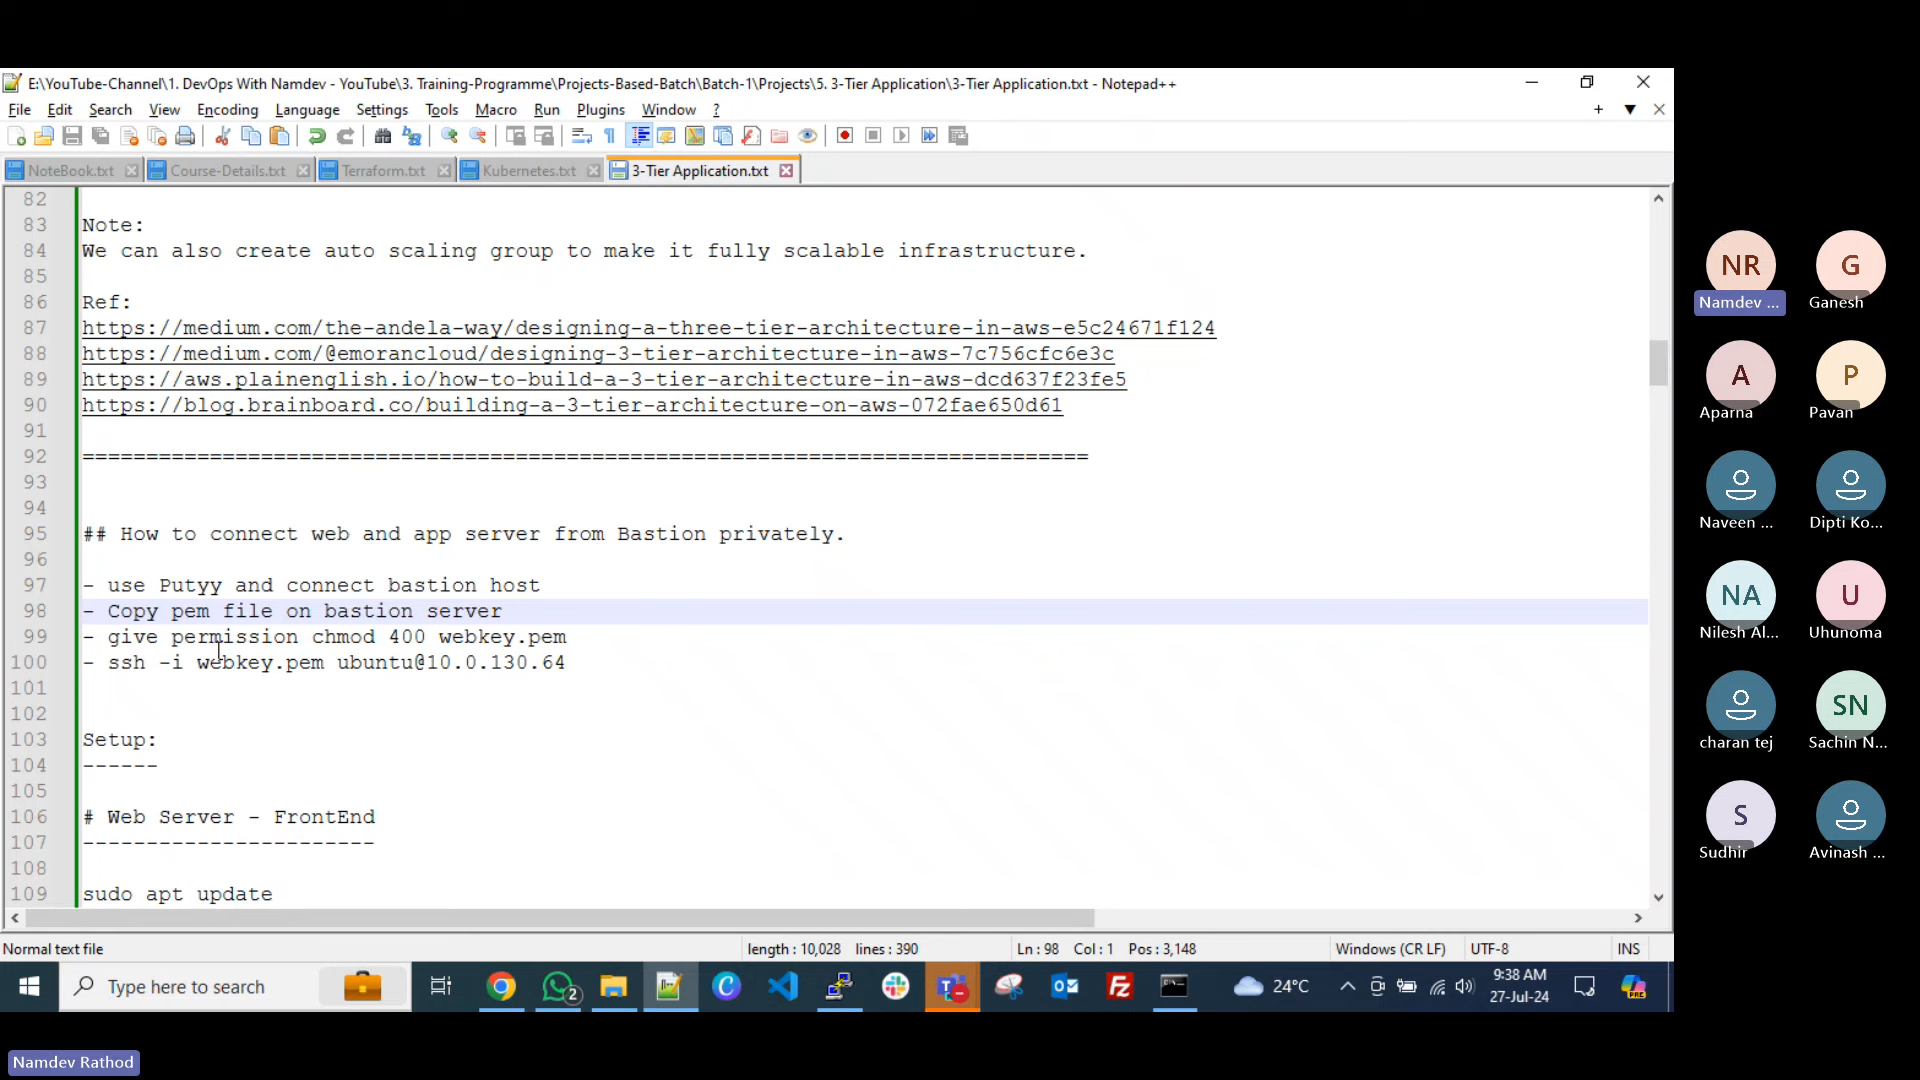 E:\YouTube-Channel\1. DevOps With Namdev - YouTube\3. Training-Programme\Projects-Based-Batch\Batch-1\Projects\5. 3-Tier Application\3-Tier Application.txt - Notepad++
File Edit Search View Encoding Language Settings Tools Macro Run Plugins Window ?
NoteBook.txt Course-Details.txt Terraform.txt Kubernetes.txt 3-Tier Application.txt
82
83 Note:
84 We can also create auto scaling group to make it fully scalable infrastructure.
85
86 Ref:
87 https://medium.com/the-andela-way/designing-a-three-tier-architecture-in-aws-e5c24671f124
88 https://medium.com/@emorancloud/designing-3-tier-architecture-in-aws-7c756cfc6e3c
89 https://aws.plainenglish.io/how-to-build-a-3-tier-architecture-in-aws-dcd637f23fe5
90 https://blog.brainboard.co/building-a-3-tier-architecture-on-aws-072fae650d61
91
92 ===============================================================================
93
94
95 ## How to connect web and app server from Bastion privately.
96
97 - use Putyy and connect bastion host
98 - Copy pem file on bastion server
99 - give permission chmod 400 webkey.pem
100 - ssh -i webkey.pem ubuntu@10.0.130.64
101
102
103 Setup:
104 ------
105
106 # Web Server - FrontEnd
107 -----------------------
108
109 sudo apt update
Normal text file length : 10,028 lines : 390 Ln : 98 Col : 1 Pos : 3,148 Windows (CR LF) UTF-8 INS
Type here to search
2
24°C
9:38 AM
27-Jul-24
PRE
NR G
Namdev ... Ganesh
A P
Aparna Pavan
Naveen ... Dipti Ko...
NA U
Nilesh Al... Uhunoma
SN
charan tej Sachin N...
S
Sudhir Avinash ...
Namdev Rathod